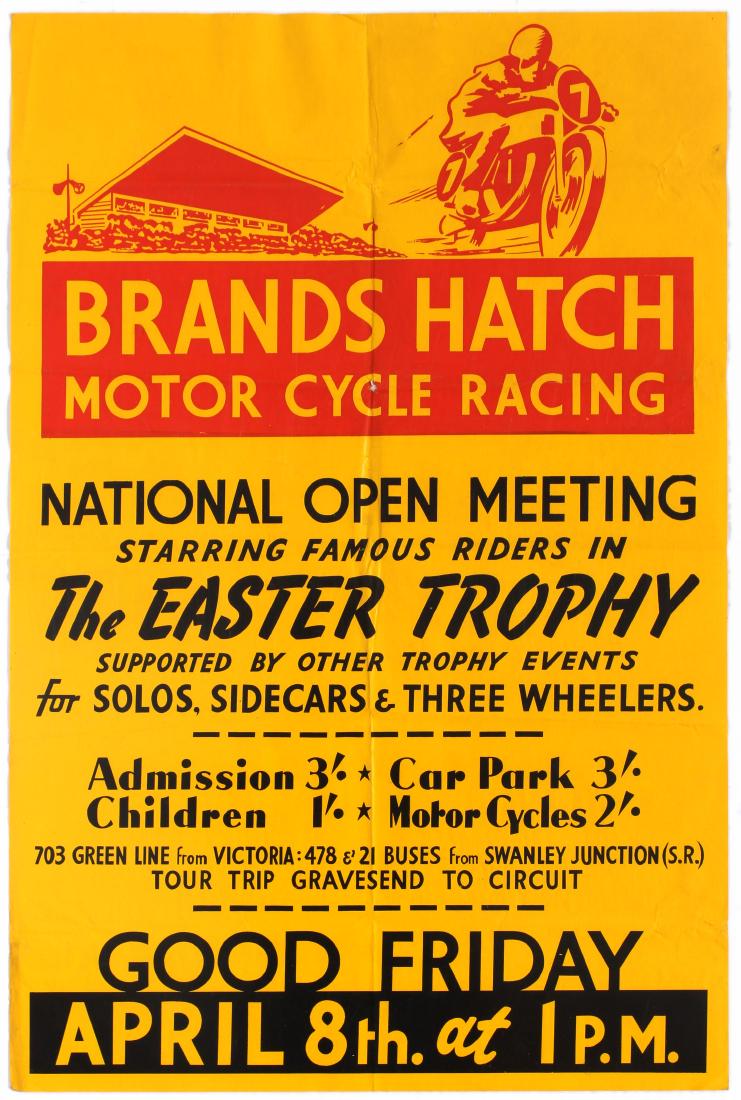 7
7
BRANDS HATCH
MOTOR CYCLE RACING
NATIONAL OPEN MEETING
STARRING FAMOUS RIDERS IN
The EASTER TROPHY
SUPPORTED BY OTHER TROPHY EVENTS
for SOLOS, SIDECARS & THREE WHEELERS.
Admission 3/- ★ Car Park 3/-
Children 1/- ★ Motor Cycles 2/-
703 GREEN LINE from VICTORIA: 478 & 21 BUSES from SWANLEY JUNCTION (S.R.)
TOUR TRIP GRAVESEND TO CIRCUIT
GOOD FRIDAY
APRIL 8th. at 1 P.M.